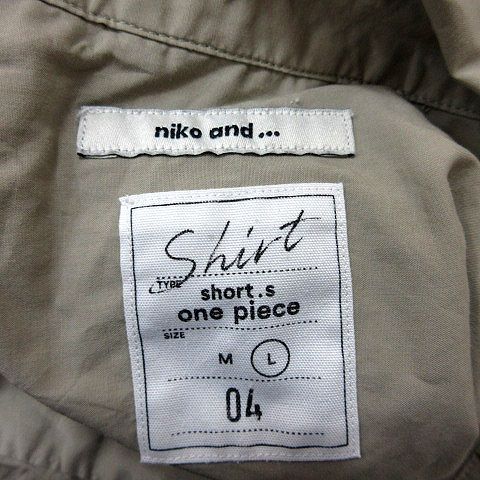 niko and ...
Shirt
TYPE
short.s
one piece
SIZE
M L
04